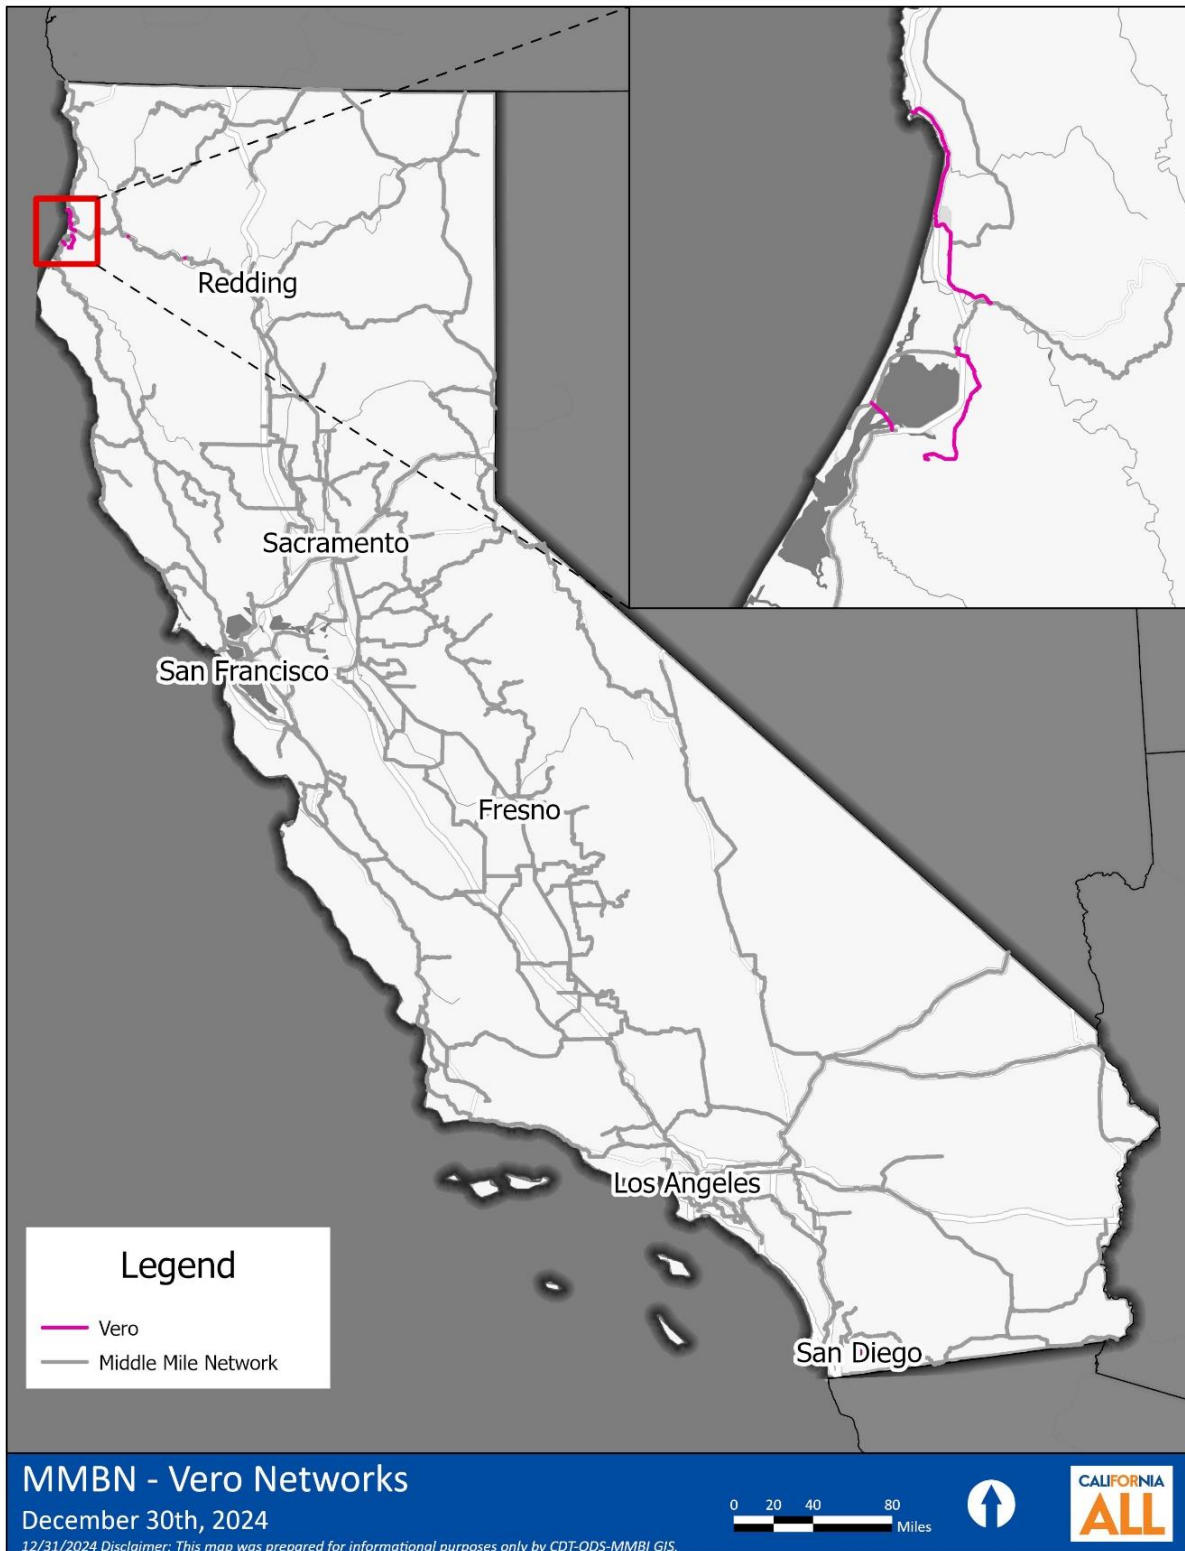 Redding
Sacramento
San Francisco
Fresno
Los Angeles
San Diego
Legend
Vero
Middle Mile Network
MMBN - Vero Networks
December 30th, 2024
12/31/2024 Disclaimer: This map was prepared for informational purposes only by CDT-ODS-MMBI GIS.
0 20 40 80
Miles
CALIFORNIA
ALL